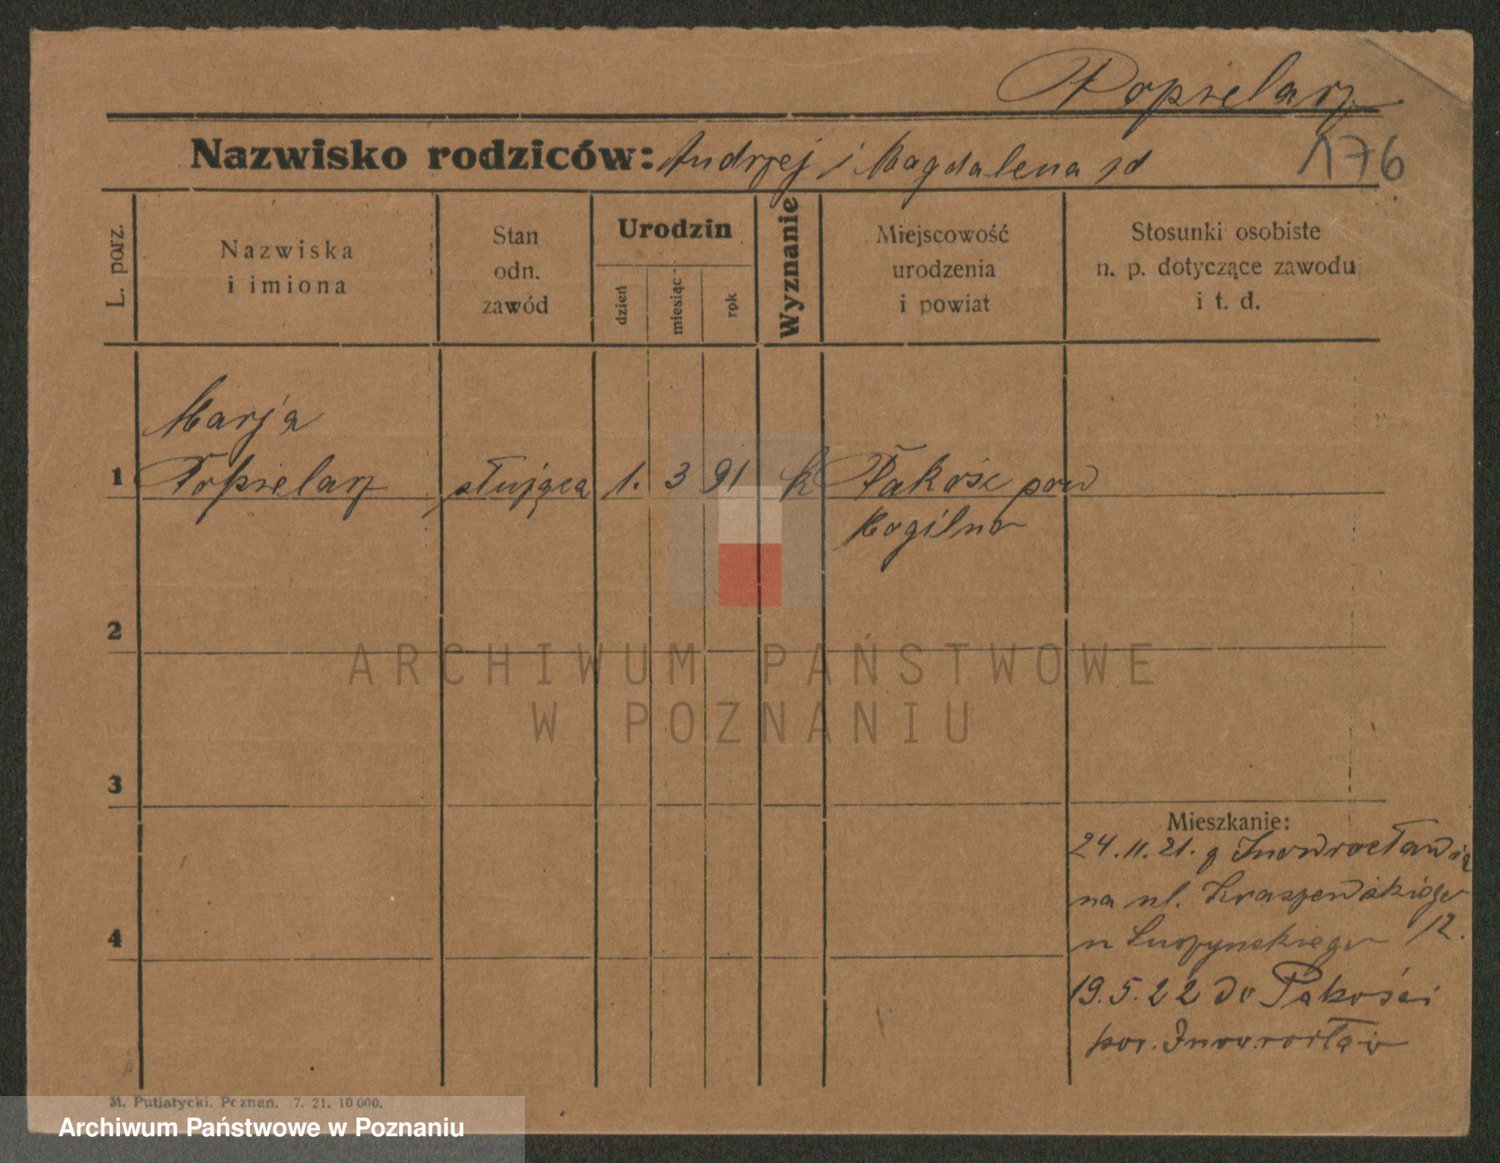 Popielarz
Nazwisko rodziców: Andrzej i Magdalena
176
L. porz.
Nazwiska
i imiona
Stan
odn.
zawód
Urodzin
dzień
miesiąc
rok
Wyznanie
Miejscowość
urodzenia
i powiat
Stosunki osobiste
n. p. dotyczące zawodu
i t. d.
Marja
1 Popielarz służąca 1. 3 91 k Pakość pow
Mogilno
2
ARCHIWUM PAŃSTWOWE
W POZNANIU
3
Mieszkanie:
24.11.21. z Inowrocławia
na ul. Kraszewskiego
12.
4
19.5.22 do Pakości
pow. Inowrocław
M. Putiatycki. Poznań. 7. 21. 10 000.
Archiwum Państwowe w Poznaniu